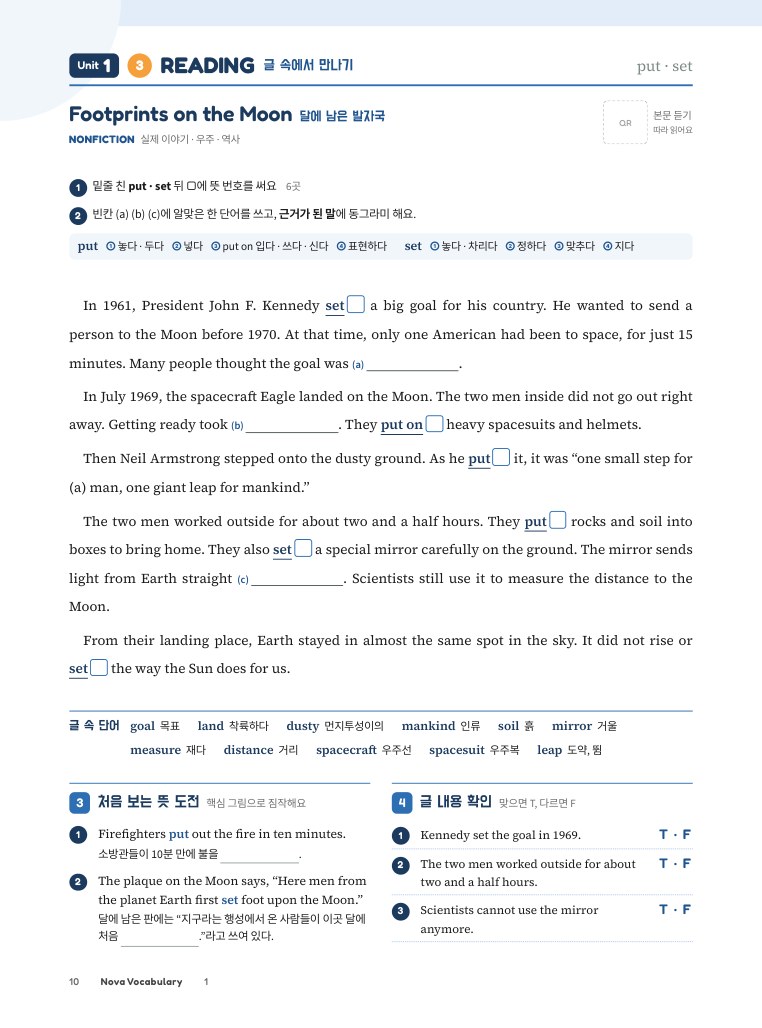 Unit 1 3 READING 글 속에서 만나기 put · set
Footprints on the Moon 달에 남은 발자국
NONFICTION 실제 이야기 · 우주 · 역사
QR
본문 듣기
따라 읽어요
1 밑줄 친 put · set 뒤 □에 뜻 번호를 써요 6곳
2 빈칸 (a) (b) (c)에 알맞은 한 단어를 쓰고, 근거가 된 말에 동그라미 해요.
put ① 놓다 · 두다 ② 넣다 ③ put on 입다 · 쓰다 · 신다 ④ 표현하다 set ① 놓다 · 차리다 ② 정하다 ③ 맞추다 ④ 지다
In 1961, President John F. Kennedy set □ a big goal for his country. He wanted to send a
person to the Moon before 1970. At that time, only one American had been to space, for just 15
minutes. Many people thought the goal was (a) ____________.
In July 1969, the spacecraft Eagle landed on the Moon. The two men inside did not go out right
away. Getting ready took (b) ____________. They put on □ heavy spacesuits and helmets.
Then Neil Armstrong stepped onto the dusty ground. As he put □ it, it was “one small step for
(a) man, one giant leap for mankind.”
The two men worked outside for about two and a half hours. They put □ rocks and soil into
boxes to bring home. They also set □ a special mirror carefully on the ground. The mirror sends
light from Earth straight (c) ____________. Scientists still use it to measure the distance to the
Moon.
From their landing place, Earth stayed in almost the same spot in the sky. It did not rise or
set □ the way the Sun does for us.
글 속 단어 goal 목표 land 착륙하다 dusty 먼지투성이의 mankind 인류 soil 흙 mirror 거울
measure 재다 distance 거리 spacecraft 우주선 spacesuit 우주복 leap 도약, 뜀
3 처음 보는 뜻 도전 핵심 그림으로 짐작해요
1 Firefighters put out the fire in ten minutes.
소방관들이 10분 만에 불을 ____________.
2 The plaque on the Moon says, “Here men from
the planet Earth first set foot upon the Moon.”
달에 남은 판에는 “지구라는 행성에서 온 사람들이 이곳 달에
처음 ____________.”라고 쓰여 있다.
4 글 내용 확인 맞으면 T, 다르면 F
1 Kennedy set the goal in 1969. T · F
2 The two men worked outside for about T · F
two and a half hours.
3 Scientists cannot use the mirror T · F
anymore.
10 Nova Vocabulary 1